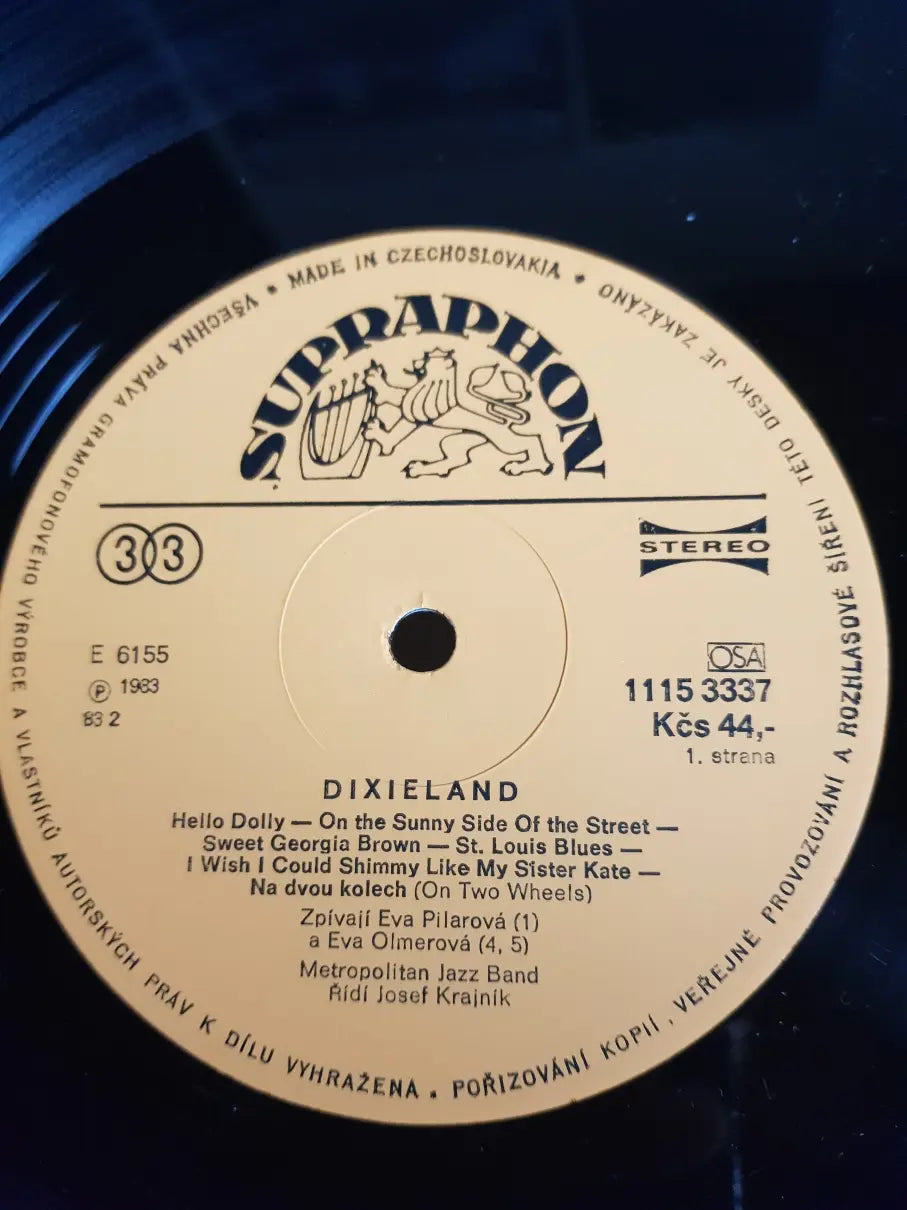 • MADE IN CZECHOSLOVAKIA •
VŠECHNA PRÁVA GRAMOFONOVÉHO VÝROBCE A VLASTNÍKŮ AUTORSKÝCH PRÁV K DÍLU VYHRAŽENA . POŘIZOVÁNÍ KOPIÍ , VEŘEJNÉ PROVOZOVÁNÍ A ROZHLASOVÉ ŠÍŘENÍ TÉTO DESKY JE ZAKÁZÁNO
SUPRAPHON
33
STEREO
E 6155
Ⓟ 1983
83 2
OSA
1115 3337
Kčs 44,-
1. strana
DIXIELAND
Hello Dolly — On the Sunny Side Of the Street —
Sweet Georgia Brown — St. Louis Blues —
I Wish I Could Shimmy Like My Sister Kate —
Na dvou kolech (On Two Wheels)
Zpívají Eva Pilarová (1)
a Eva Olmerová (4, 5)
Metropolitan Jazz Band
Řídí Josef Krajník